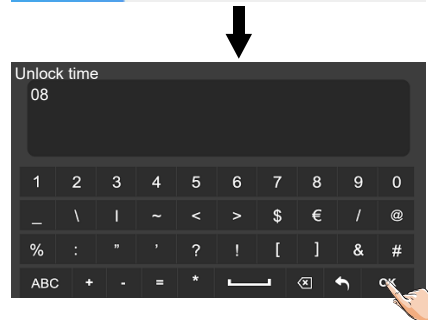 Unlock time
08
1 2 3 4 5 6 7 8 9 0
_ \ | ~ < > $ € / @
% : " ' ? ! [ ] & #
ABC + - = * OK